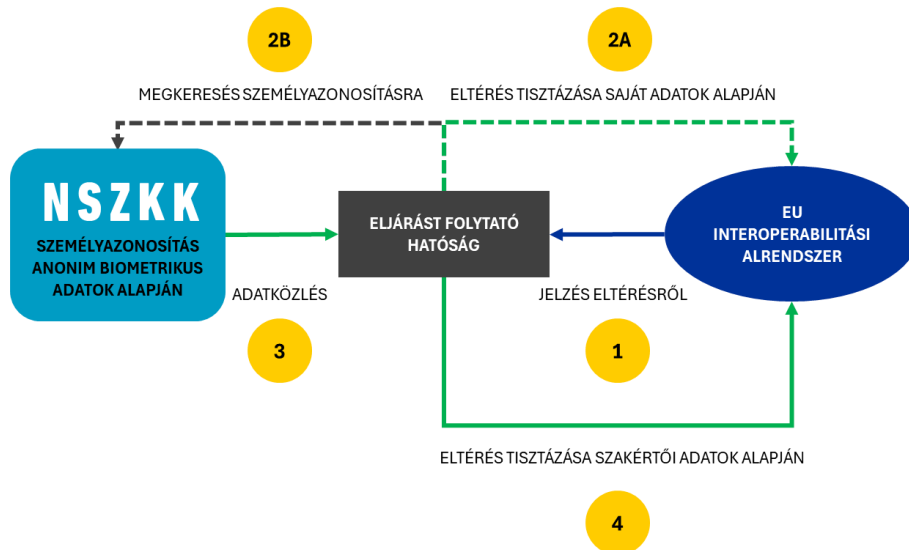 2B
2A
MEGKERESÉS SZEMÉLYAZONOSÍTÁSRA
ELTÉRÉS TISZTÁZÁSA SAJÁT ADATOK ALAPJÁN
NSZKK
SZEMÉLYAZONOSÍTÁS
ANONIM BIOMETRIKUS
ADATOK ALAPJÁN
ELJÁRÁST FOLYTATÓ
HATÓSÁG
EU
INTEROPERABILITÁSI
ALRENDSZER
ADATKÖZLÉS
JELZÉS ELTÉRÉSRŐL
3
1
ELTÉRÉS TISZTÁZÁSA SZAKÉRTŐI ADATOK ALAPJÁN
4